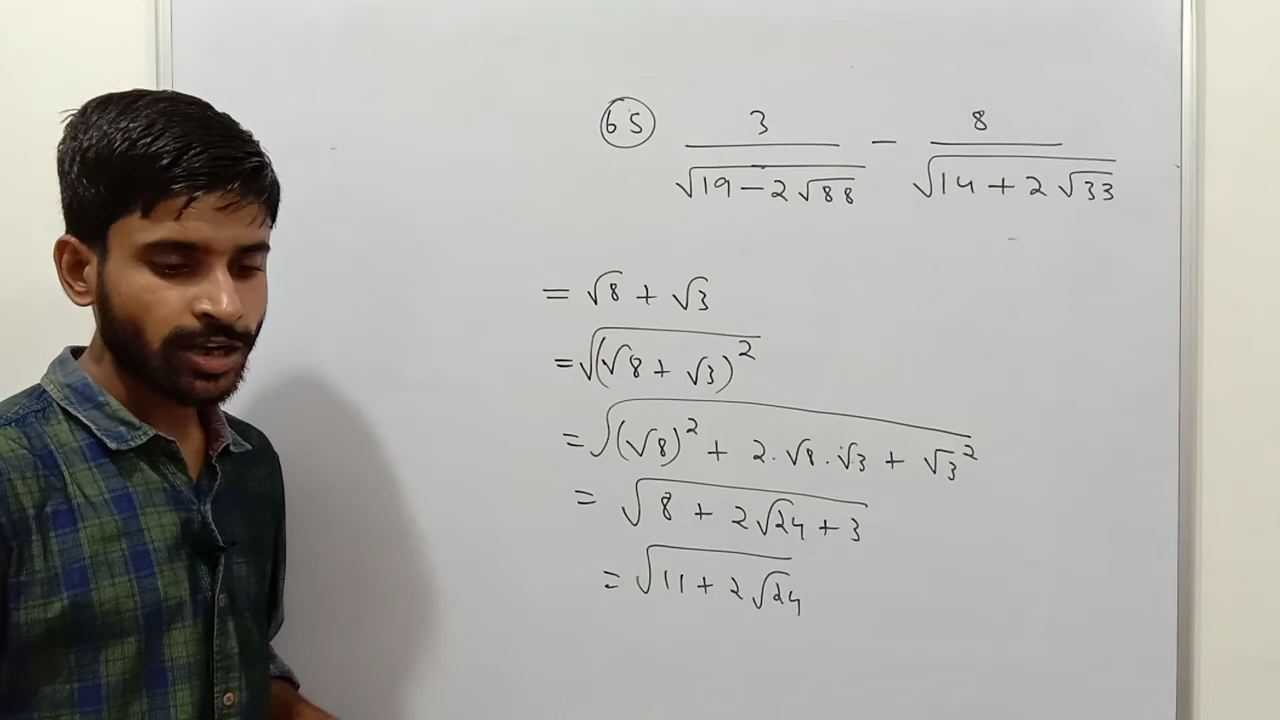 65 3/√(19-2√88) - 8/√(14+2√33)
= √8 + √3
= √(√8 + √3)²
= √((√8)² + 2·√8·√3 + √3²)
= √(8 + 2√24 + 3)
= √(11 + 2√24)